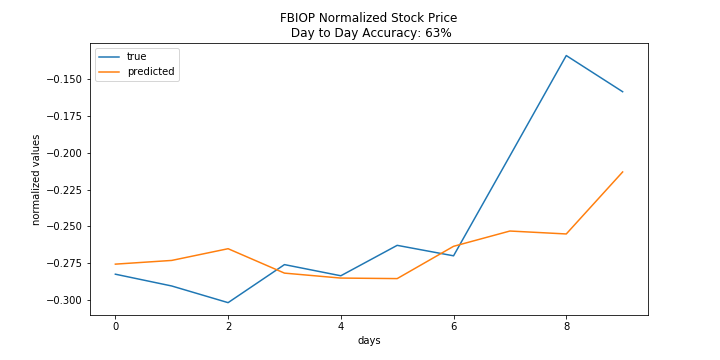 FBIOP Normalized Stock Price
Day to Day Accuracy: 63%
true
predicted
normalized values
−0.150
−0.175
−0.200
−0.225
−0.250
−0.275
−0.300
0
2
4
6
8
days